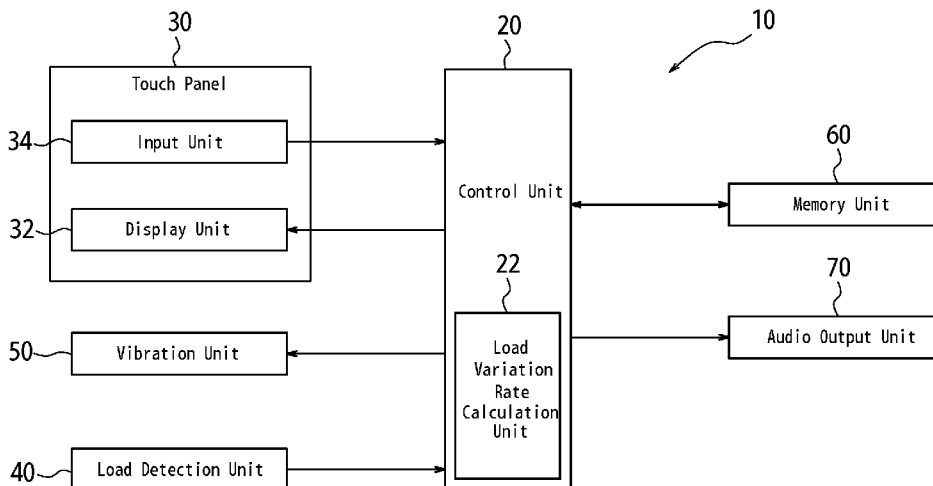 30
20
10
Touch Panel
34
Input Unit
Control Unit
60
Memory Unit
32
Display Unit
22
70
Audio Output Unit
50
Vibration Unit
Load
Variation
Rate
Calculation
Unit
40
Load Detection Unit